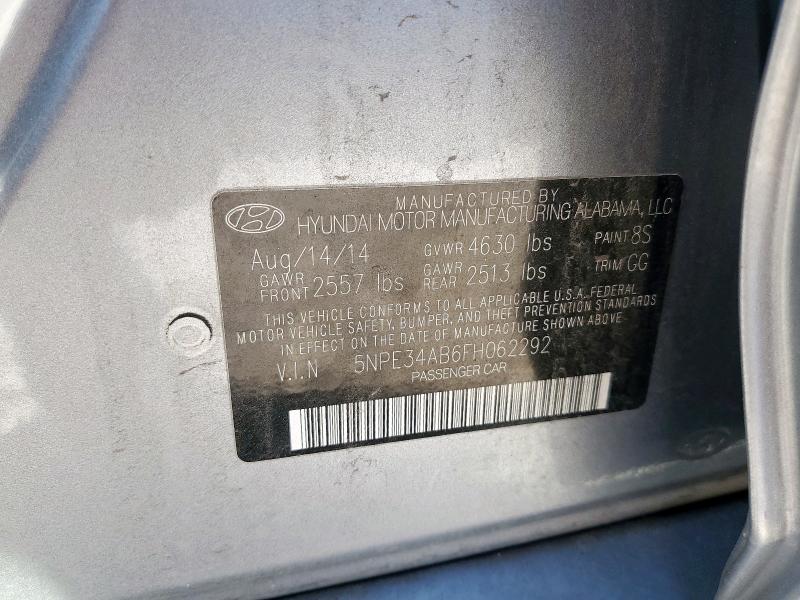 MANUFACTURED BY
HYUNDAI MOTOR MANUFACTURING ALABAMA, LLC
Aug/14/14 GVWR 4630 lbs PAINT 8S
GAWR FRONT 2557 lbs GAWR REAR 2513 lbs TRIM GG
THIS VEHICLE CONFORMS TO ALL APPLICABLE U.S.A. FEDERAL
MOTOR VEHICLE SAFETY, BUMPER, AND THEFT PREVENTION STANDARDS
IN EFFECT ON THE DATE OF MANUFACTURE SHOWN ABOVE.
V.I.N 5NPE34AB6FH062292
PASSENGER CAR